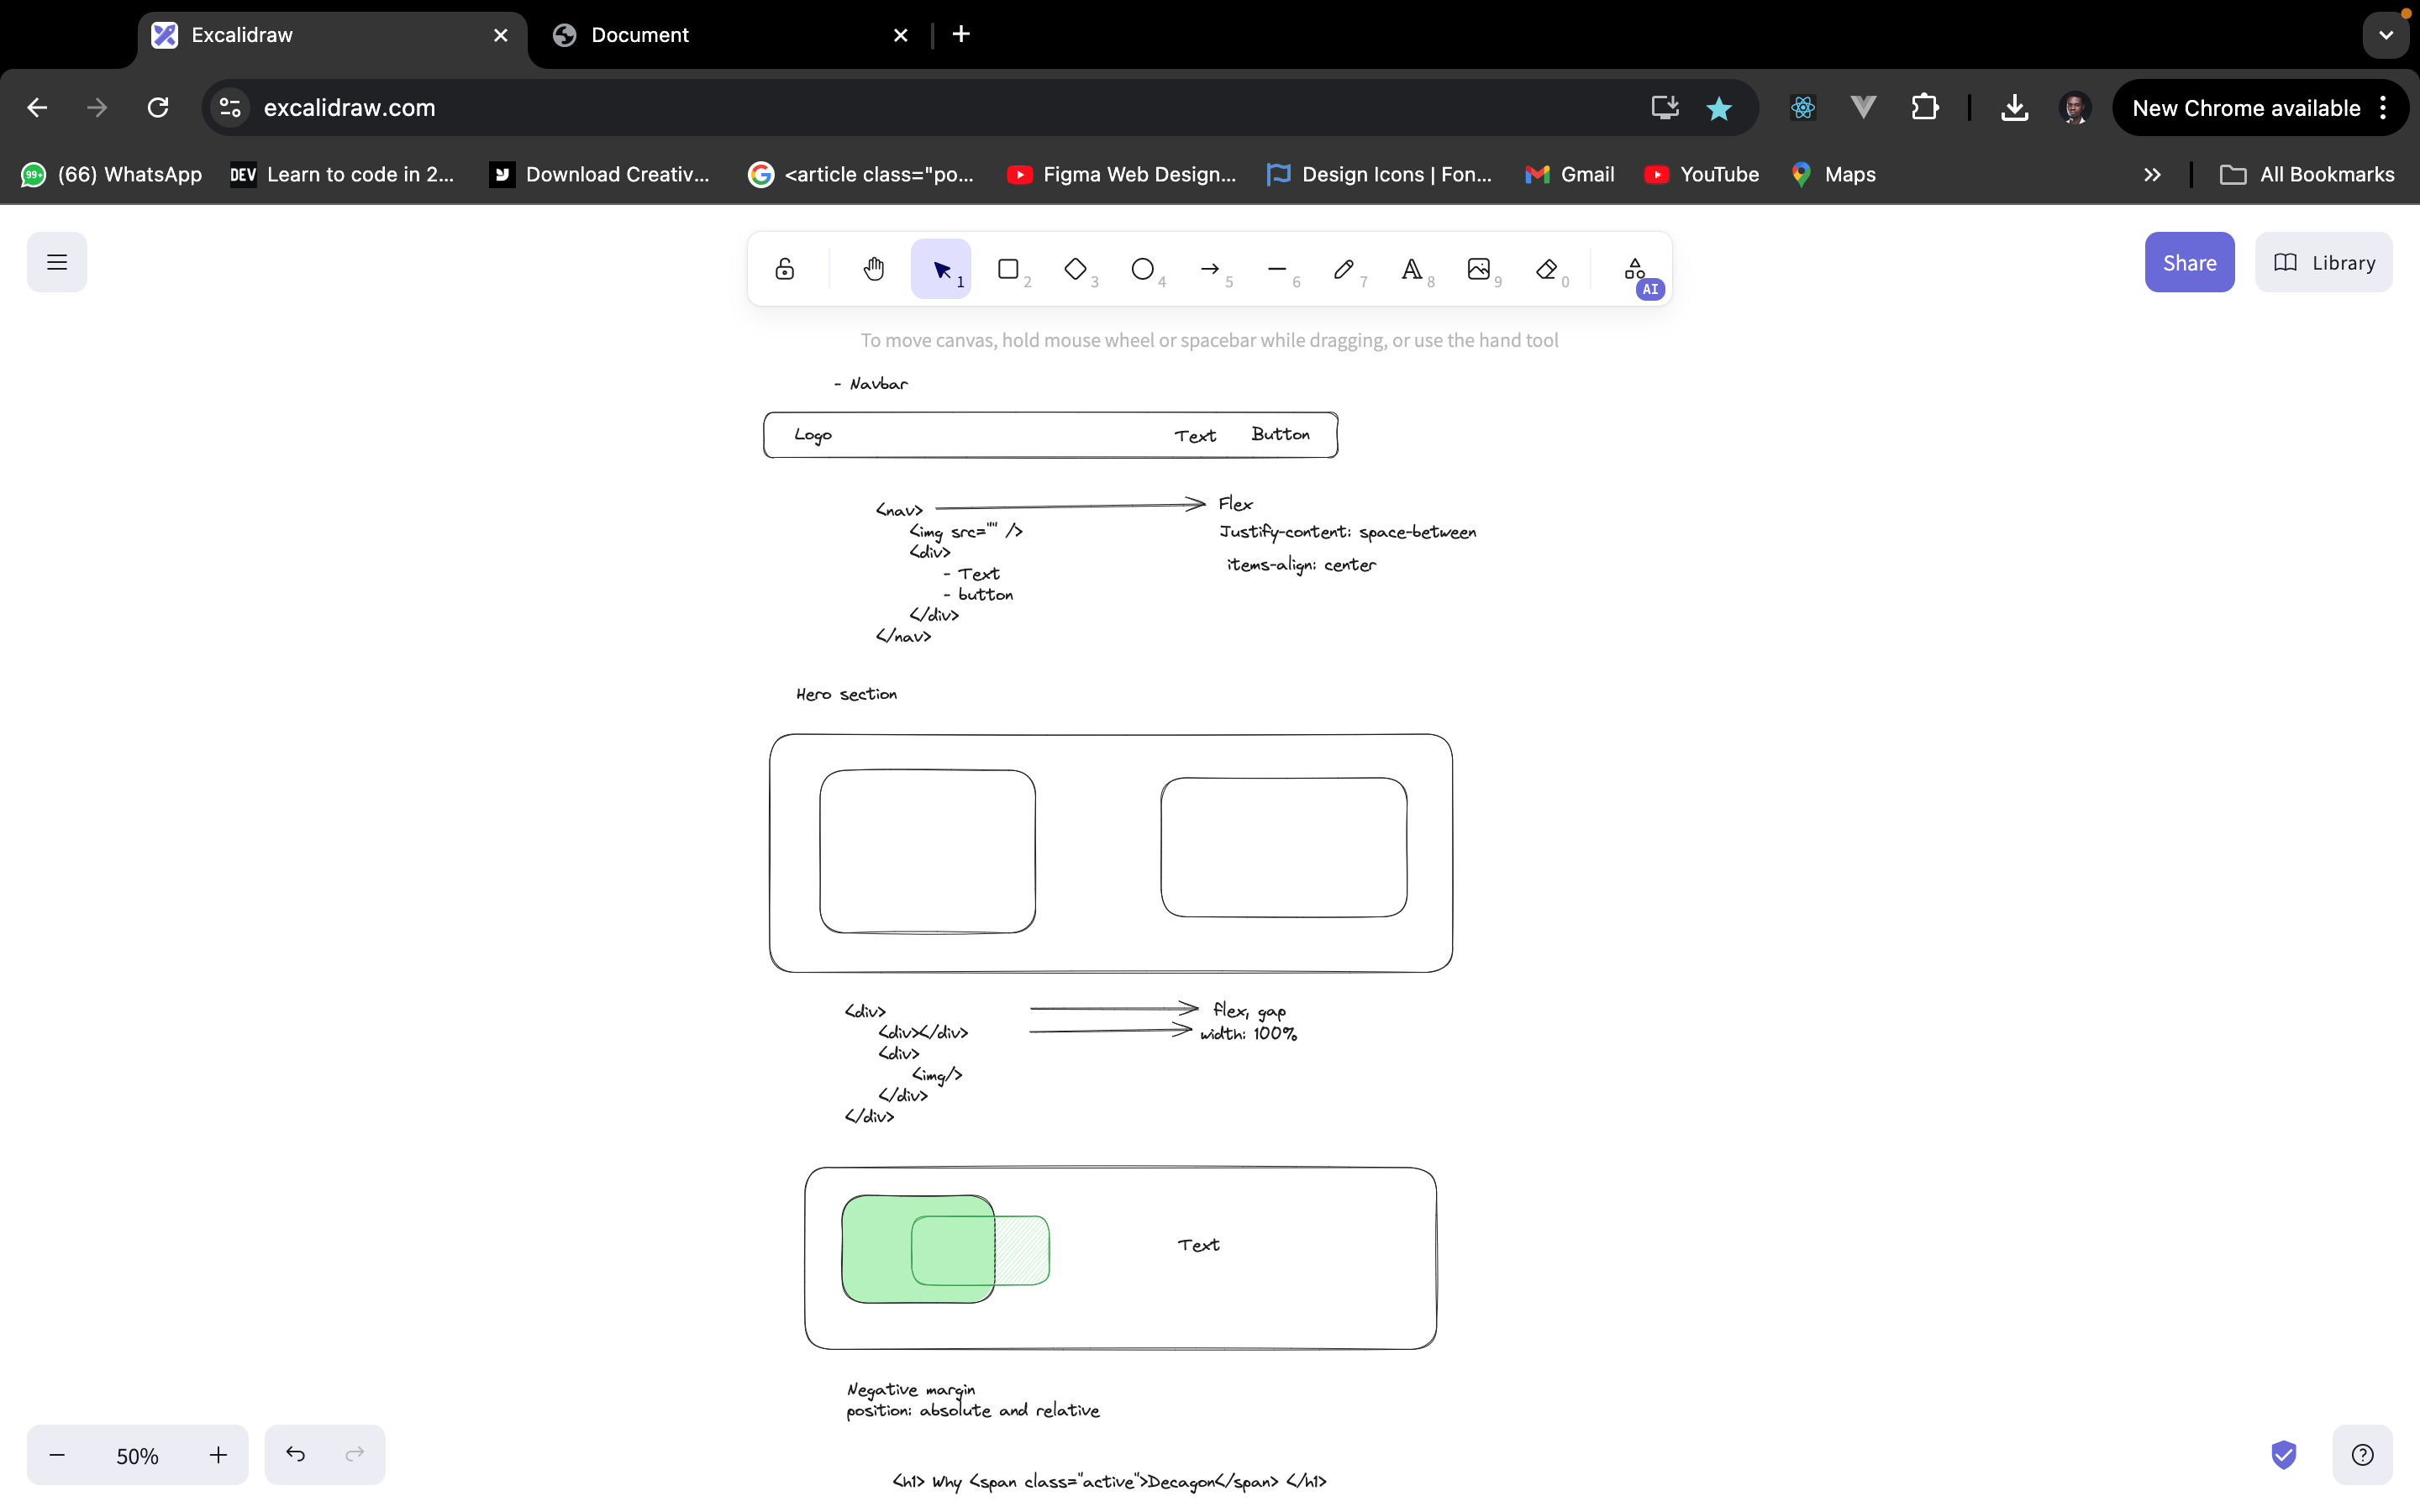 Excalidraw
Document
excalidraw.com
New Chrome available
99+ (66) WhatsApp
DEV Learn to code in 2...
Download Creativ...
<article class="po...
Figma Web Design...
Design Icons | Fon...
Gmail
YouTube
Maps
All Bookmarks
1 2 3 4 5 6 7 8 9 0 AI
Share
Library
To move canvas, hold mouse wheel or spacebar while dragging, or use the hand tool
- Navbar
Logo Text Button
<nav> Flex
<img src="" /> Justify-content: space-between
<div>
items-align: center
- Text
- button
</div>
</nav>
Hero section
<div> flex, gap
<div></div> width: 100%
<div>
<img/>
</div>
</div>
Text
Negative margin
position: absolute and relative
50%
<h1> Why <span class="active">Decagon</span> </h1>